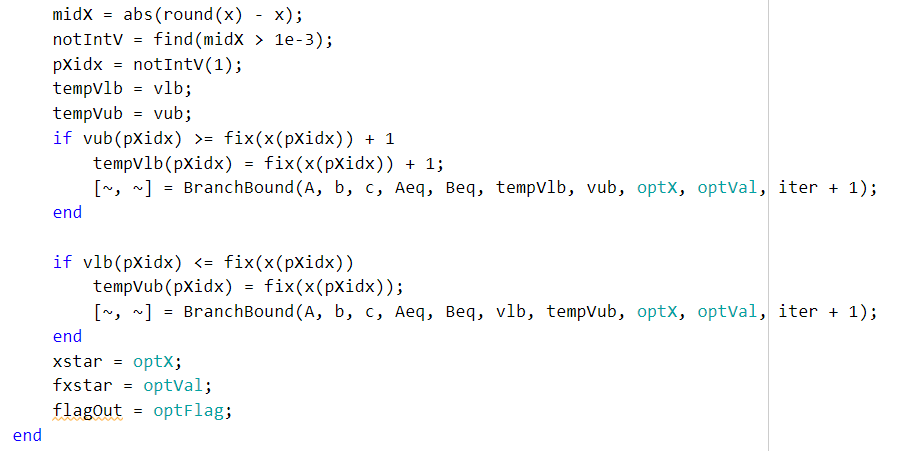 midX = abs(round(x) - x);
notIntV = find(midX > 1e-3);
pXidx = notIntV(1);
tempVlb = vlb;
tempVub = vub;
if vub(pXidx) >= fix(x(pXidx)) + 1
tempVlb(pXidx) = fix(x(pXidx)) + 1;
[~, ~] = BranchBound(A, b, c, Aeq, Beq, tempVlb, vub, optX, optVal, iter + 1);
end
if vlb(pXidx) <= fix(x(pXidx))
tempVub(pXidx) = fix(x(pXidx));
[~, ~] = BranchBound(A, b, c, Aeq, Beq, vlb, tempVub, optX, optVal, iter + 1);
end
xstar = optX;
fxstar = optVal;
flagOut = optFlag;
end